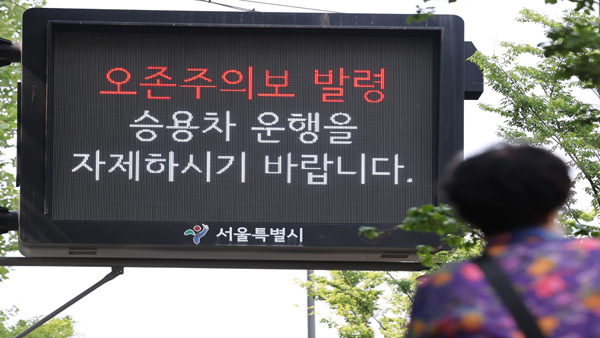 오존주의보 발령
승용차 운행을
자제하시기 바랍니다.
서울특별시